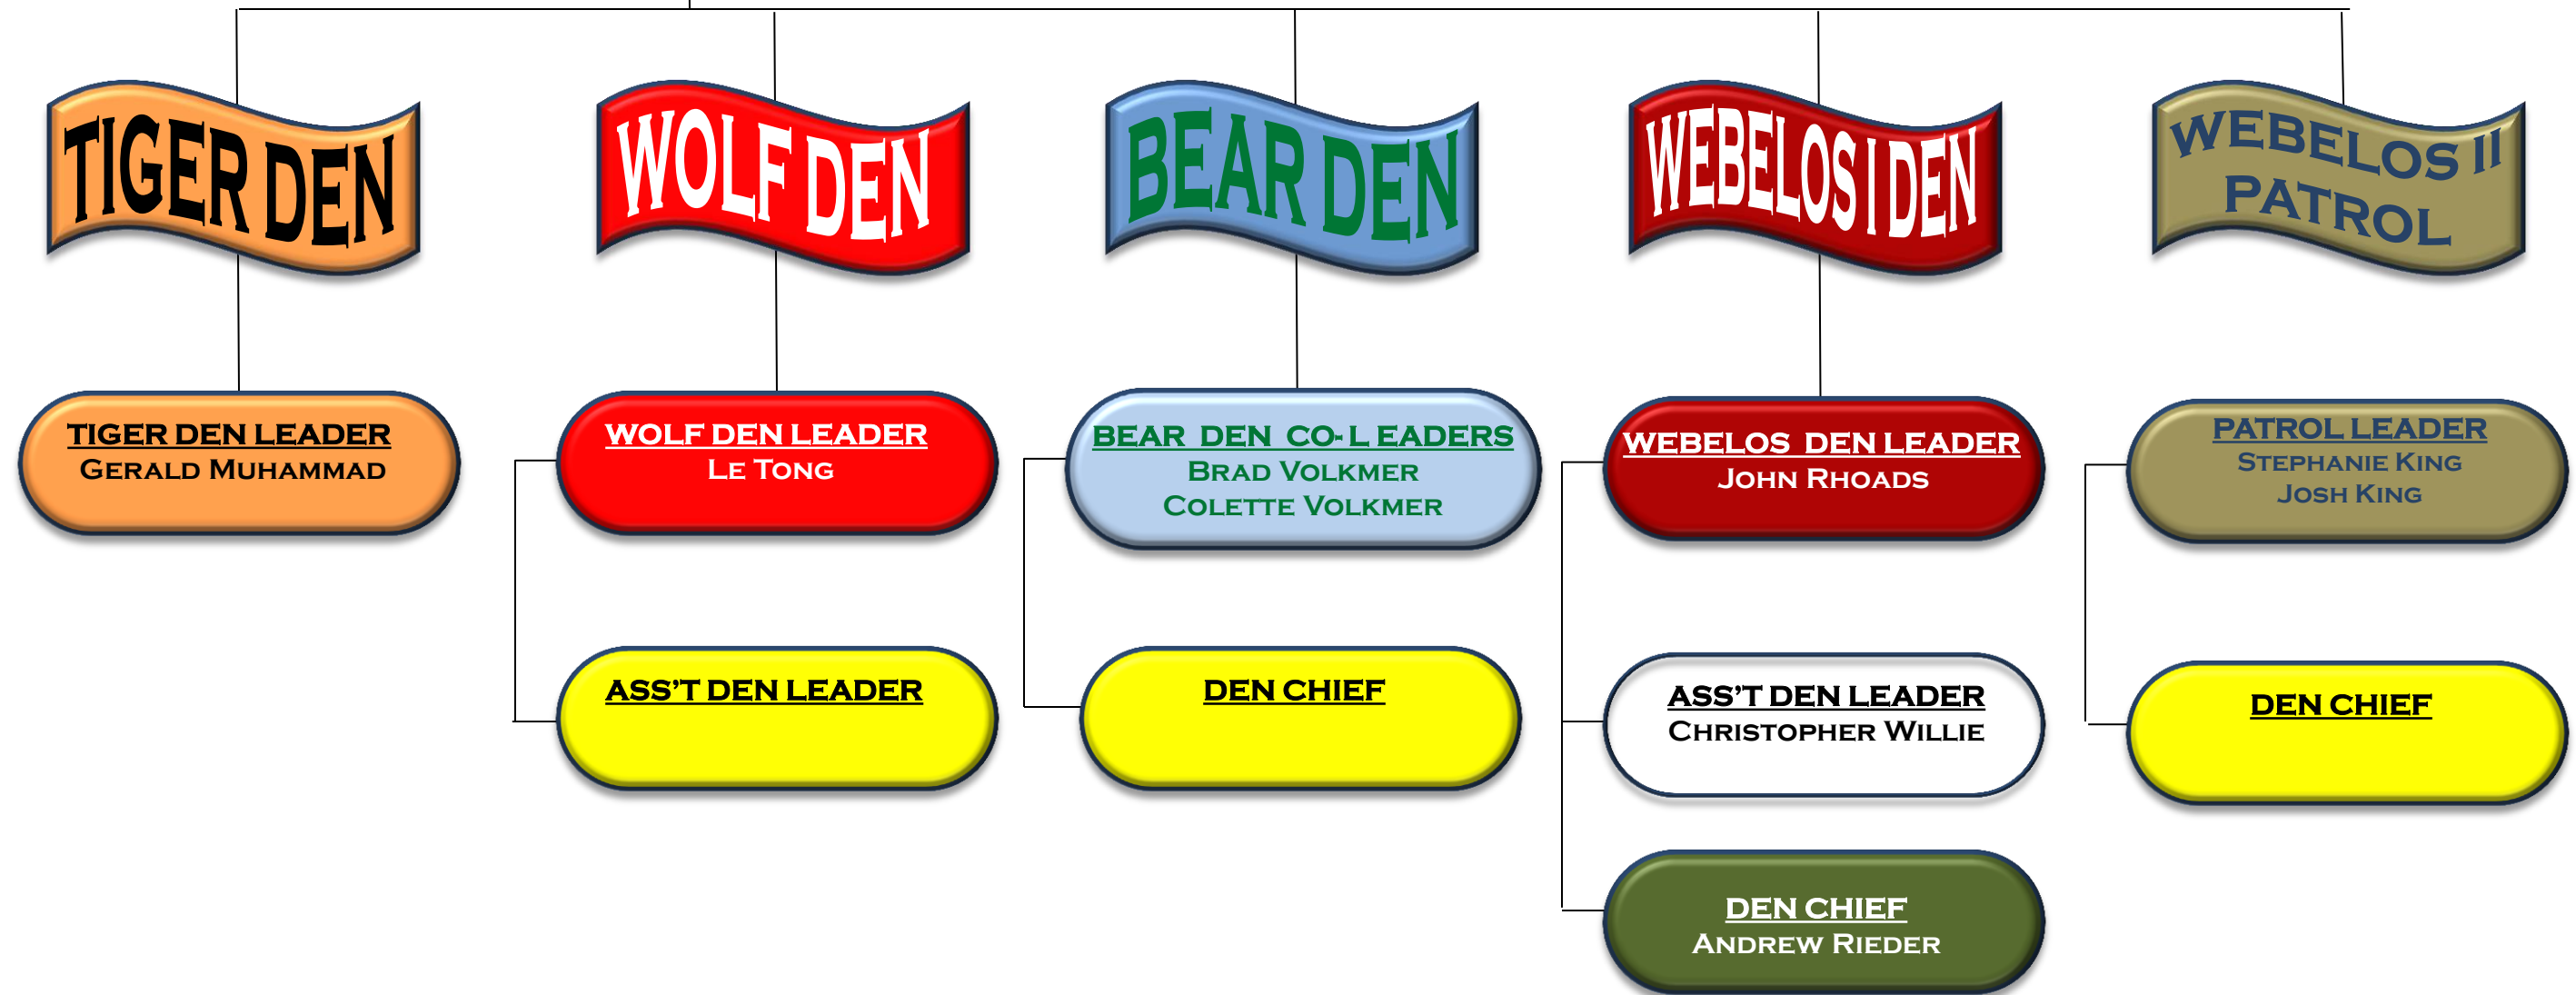 TIGER DEN
WOLF DEN
BEAR DEN
WEBELOS I DEN
WEBELOS II
PATROL
TIGER DEN LEADER
GERALD MUHAMMAD
WOLF DEN LEADER
LE TONG
BEAR DEN CO-L EADERS
BRAD VOLKMER
COLETTE VOLKMER
WEBELOS DEN LEADER
JOHN RHOADS
PATROL LEADER
STEPHANIE KING
JOSH KING
ASS'T DEN LEADER
DEN CHIEF
ASS'T DEN LEADER
CHRISTOPHER WILLIE
DEN CHIEF
DEN CHIEF
ANDREW RIEDER